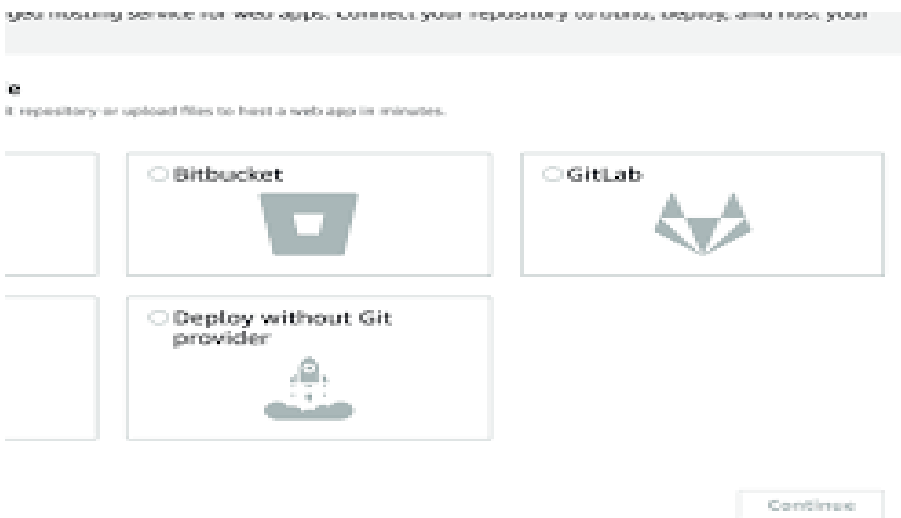 ged hosting service for web apps. Connect your repository to build, deploy, and host your
e
t repository or upload files to host a web app in minutes.
Bitbucket
GitLab
Deploy without Git
provider
Continue